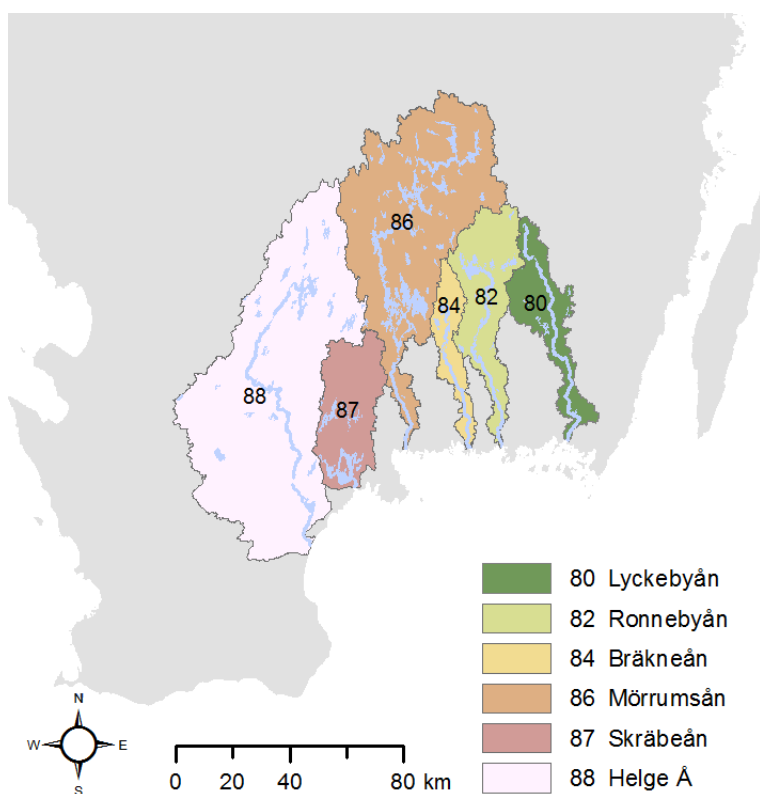 86
84
82
80
88
87
80 Lyckebyån
82 Ronnebyån
84 Bräkneån
86 Mörrumsån
87 Skräbeån
88 Helge Å
N
W
E
S
0 20 40 80 km